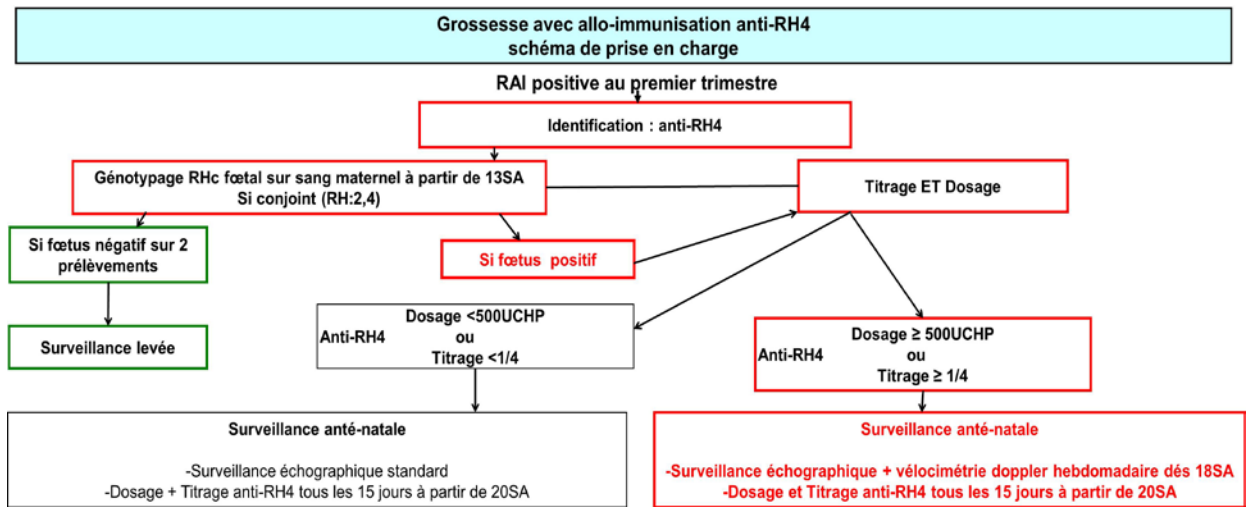 Grossesse avec allo-immunisation anti-RH4
schéma de prise en charge
RAI positive au premier trimestre
Identification : anti-RH4
Génotypage RHc fœtal sur sang maternel à partir de 13SA
Si conjoint (RH:2,4)
Titrage ET Dosage
Si fœtus négatif sur 2
prélèvements
Si fœtus positif
Surveillance levée
Anti-RH4
Dosage <500UCHP
ou
Titrage <1/4
Anti-RH4
Dosage ≥ 500UCHP
ou
Titrage ≥ 1/4
Surveillance anté-natale
-Surveillance échographique standard
-Dosage + Titrage anti-RH4 tous les 15 jours à partir de 20SA
Surveillance anté-natale
-Surveillance échographique + vélocimétrie doppler hebdomadaire dés 18SA
-Dosage et Titrage anti-RH4 tous les 15 jours à partir de 20SA